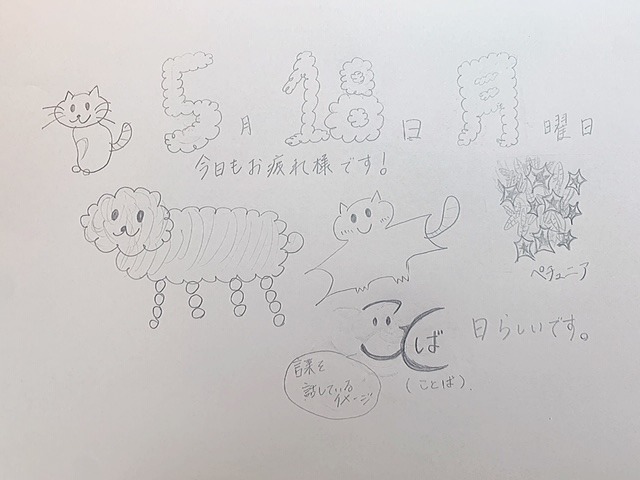 5月18日月曜日
今日もお疲れ様です!
ペチュニア
ば 日らしいです。
(ことば).
言葉を
話している
イメージ